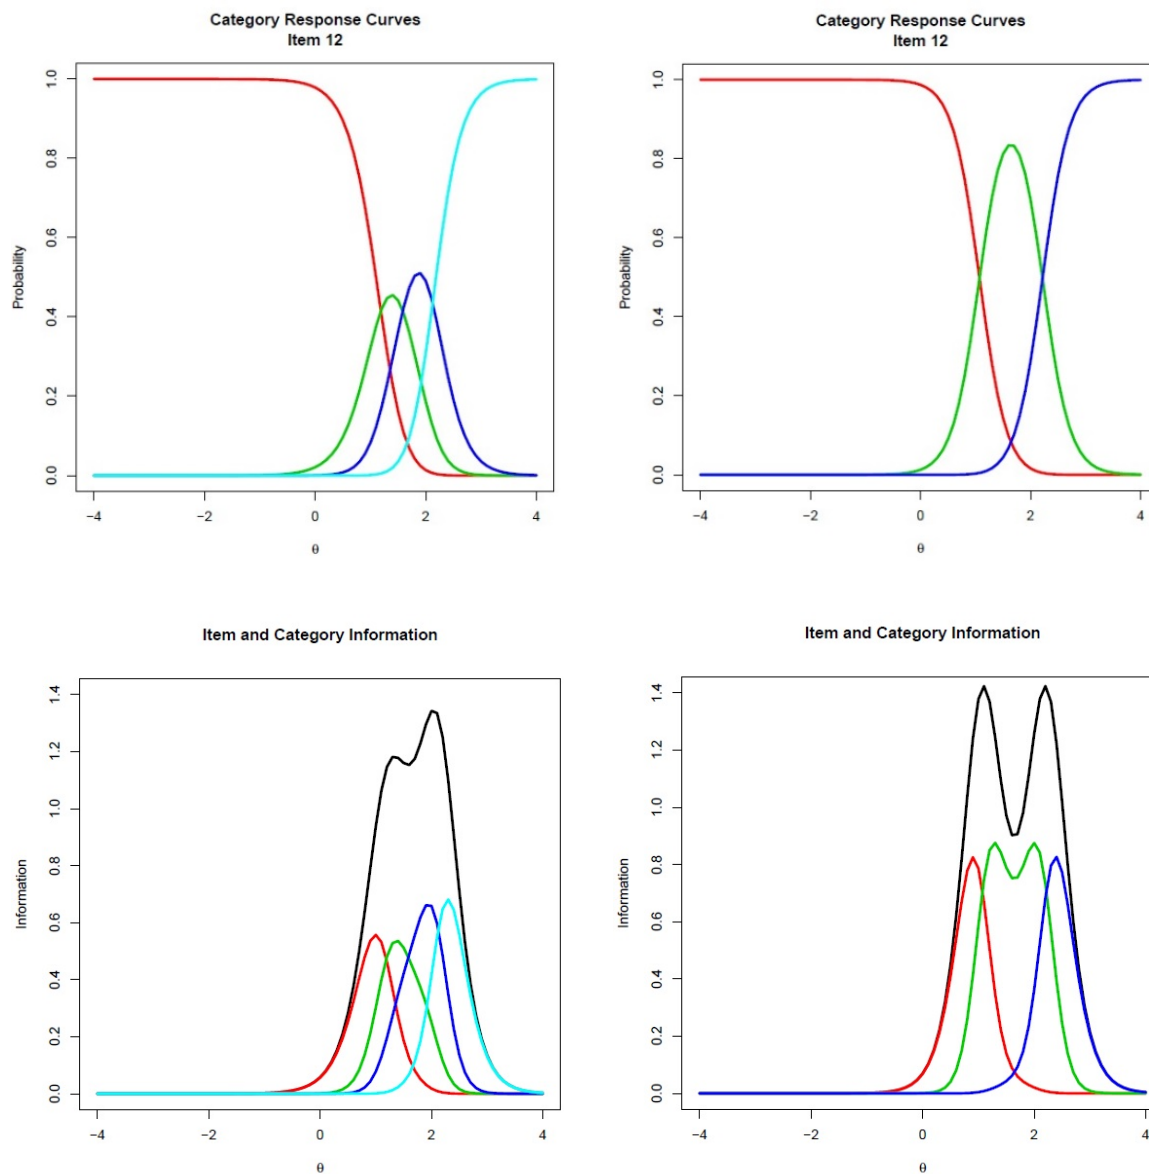 Category Response Curves
Item 12
Probability
0.0 0.2 0.4 0.6 0.8 1.0
−4 −2 0 2 4
θ
Category Response Curves
Item 12
Probability
0.0 0.2 0.4 0.6 0.8 1.0
−4 −2 0 2 4
θ
Item and Category Information
Information
0.0 0.2 0.4 0.6 0.8 1.0 1.2 1.4
−4 −2 0 2 4
θ
Item and Category Information
Information
0.0 0.2 0.4 0.6 0.8 1.0 1.2 1.4
−4 −2 0 2 4
θ